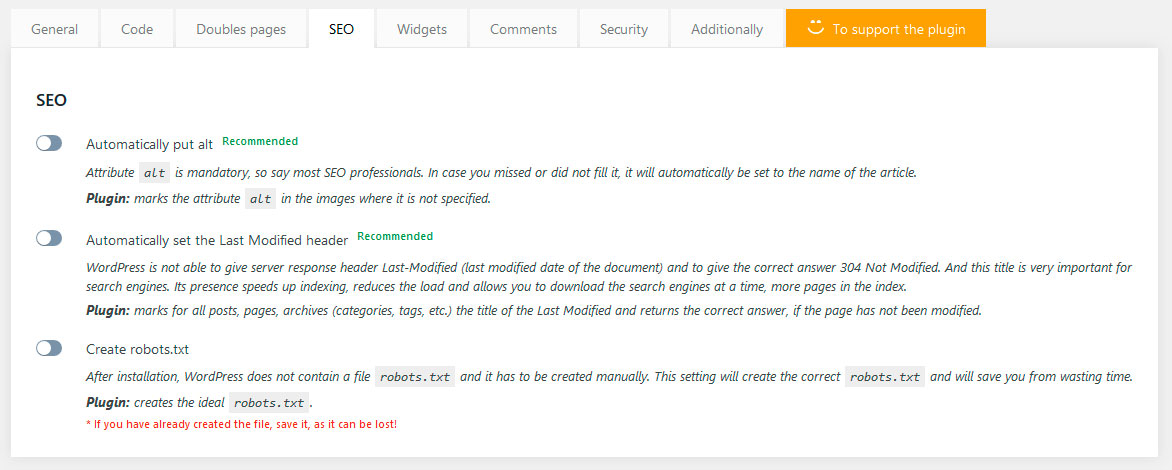 General Code Doubles pages SEO Widgets Comments Security Additionally To support the plugin
SEO
Automatically put alt Recommended
Attribute alt is mandatory, so say most SEO professionals. In case you missed or did not fill it, it will automatically be set to the name of the article.
Plugin: marks the attribute alt in the images where it is not specified.
Automatically set the Last Modified header Recommended
WordPress is not able to give server response header Last-Modified (last modified date of the document) and to give the correct answer 304 Not Modified. And this title is very important for
search engines. Its presence speeds up indexing, reduces the load and allows you to download the search engines at a time, more pages in the index.
Plugin: marks for all posts, pages, archives (categories, tags, etc.) the title of the Last Modified and returns the correct answer, if the page has not been modified.
Create robots.txt
After installation, WordPress does not contain a file robots.txt and it has to be created manually. This setting will create the correct robots.txt and will save you from wasting time.
Plugin: creates the ideal robots.txt.
* If you have already created the file, save it, as it can be lost!